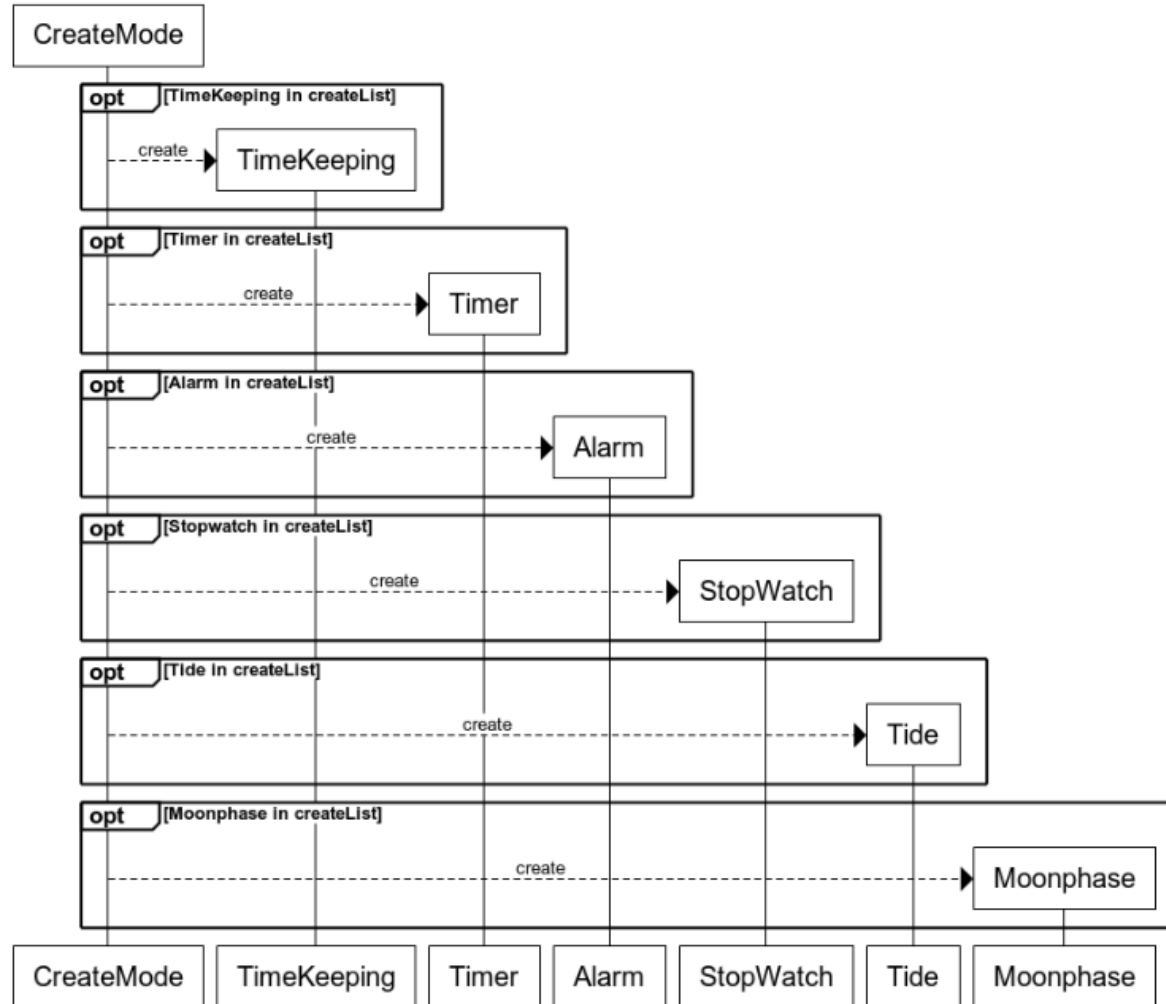 CreateMode
opt [TimeKeeping in createList]
create
TimeKeeping
opt [Timer in createList]
create
Timer
opt [Alarm in createList]
create
Alarm
opt [Stopwatch in createList]
create
StopWatch
opt [Tide in createList]
create
Tide
opt [Moonphase in createList]
create
Moonphase
CreateMode TimeKeeping Timer Alarm StopWatch Tide Moonphase